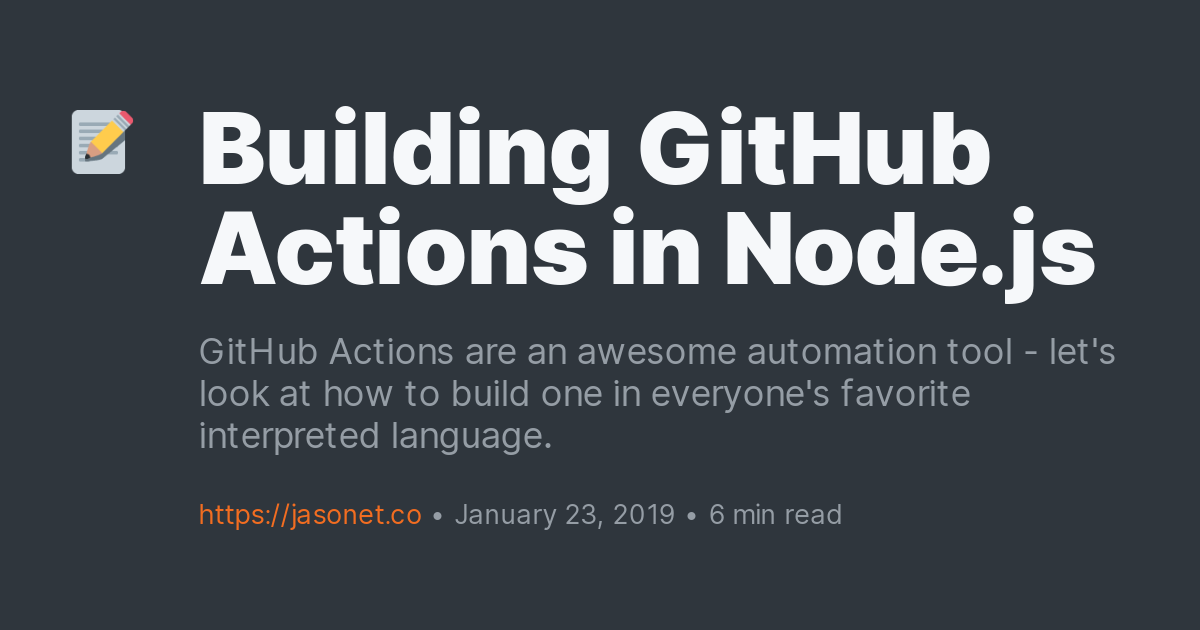 Building GitHub
Actions in Node.js
GitHub Actions are an awesome automation tool - let's
look at how to build one in everyone's favorite
interpreted language.
https://jasonet.co • January 23, 2019 • 6 min read